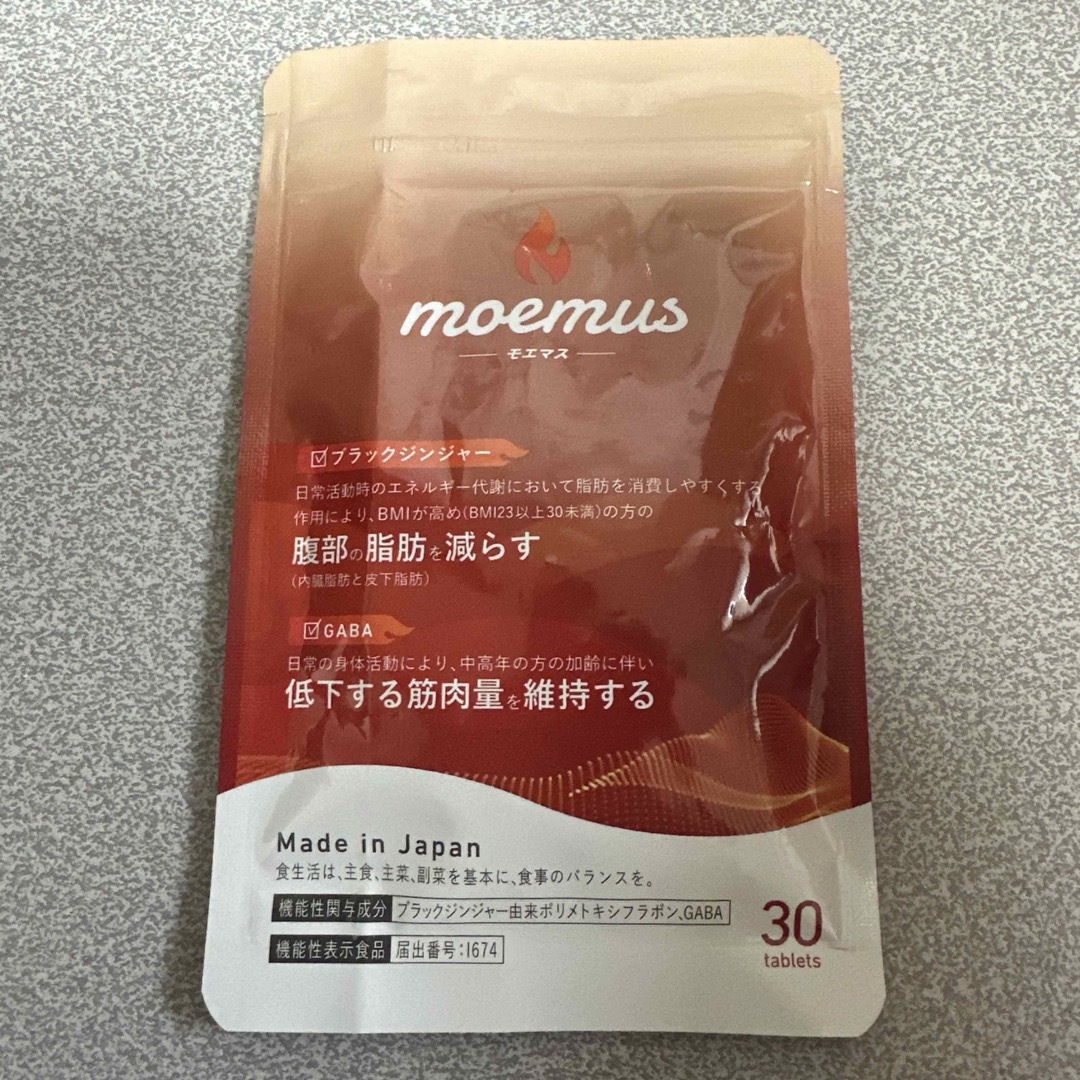 moemus
モエマス
ブラックジンジャー
日常活動時のエネルギー代謝において脂肪を消費しやすくする
作用により、BMIが高め(BMI23以上30未満)の方の
腹部の脂肪を減らす
(内臓脂肪と皮下脂肪)
GABA
日常の身体活動により、中高年の方の加齢に伴い
低下する筋肉量を維持する
Made in Japan
食生活は、主食、主菜、副菜を基本に、食事のバランスを。
機能性関与成分 ブラックジンジャー由来ポリメトキシフラボン、GABA
機能性表示食品 届出番号:I674
30
tablets